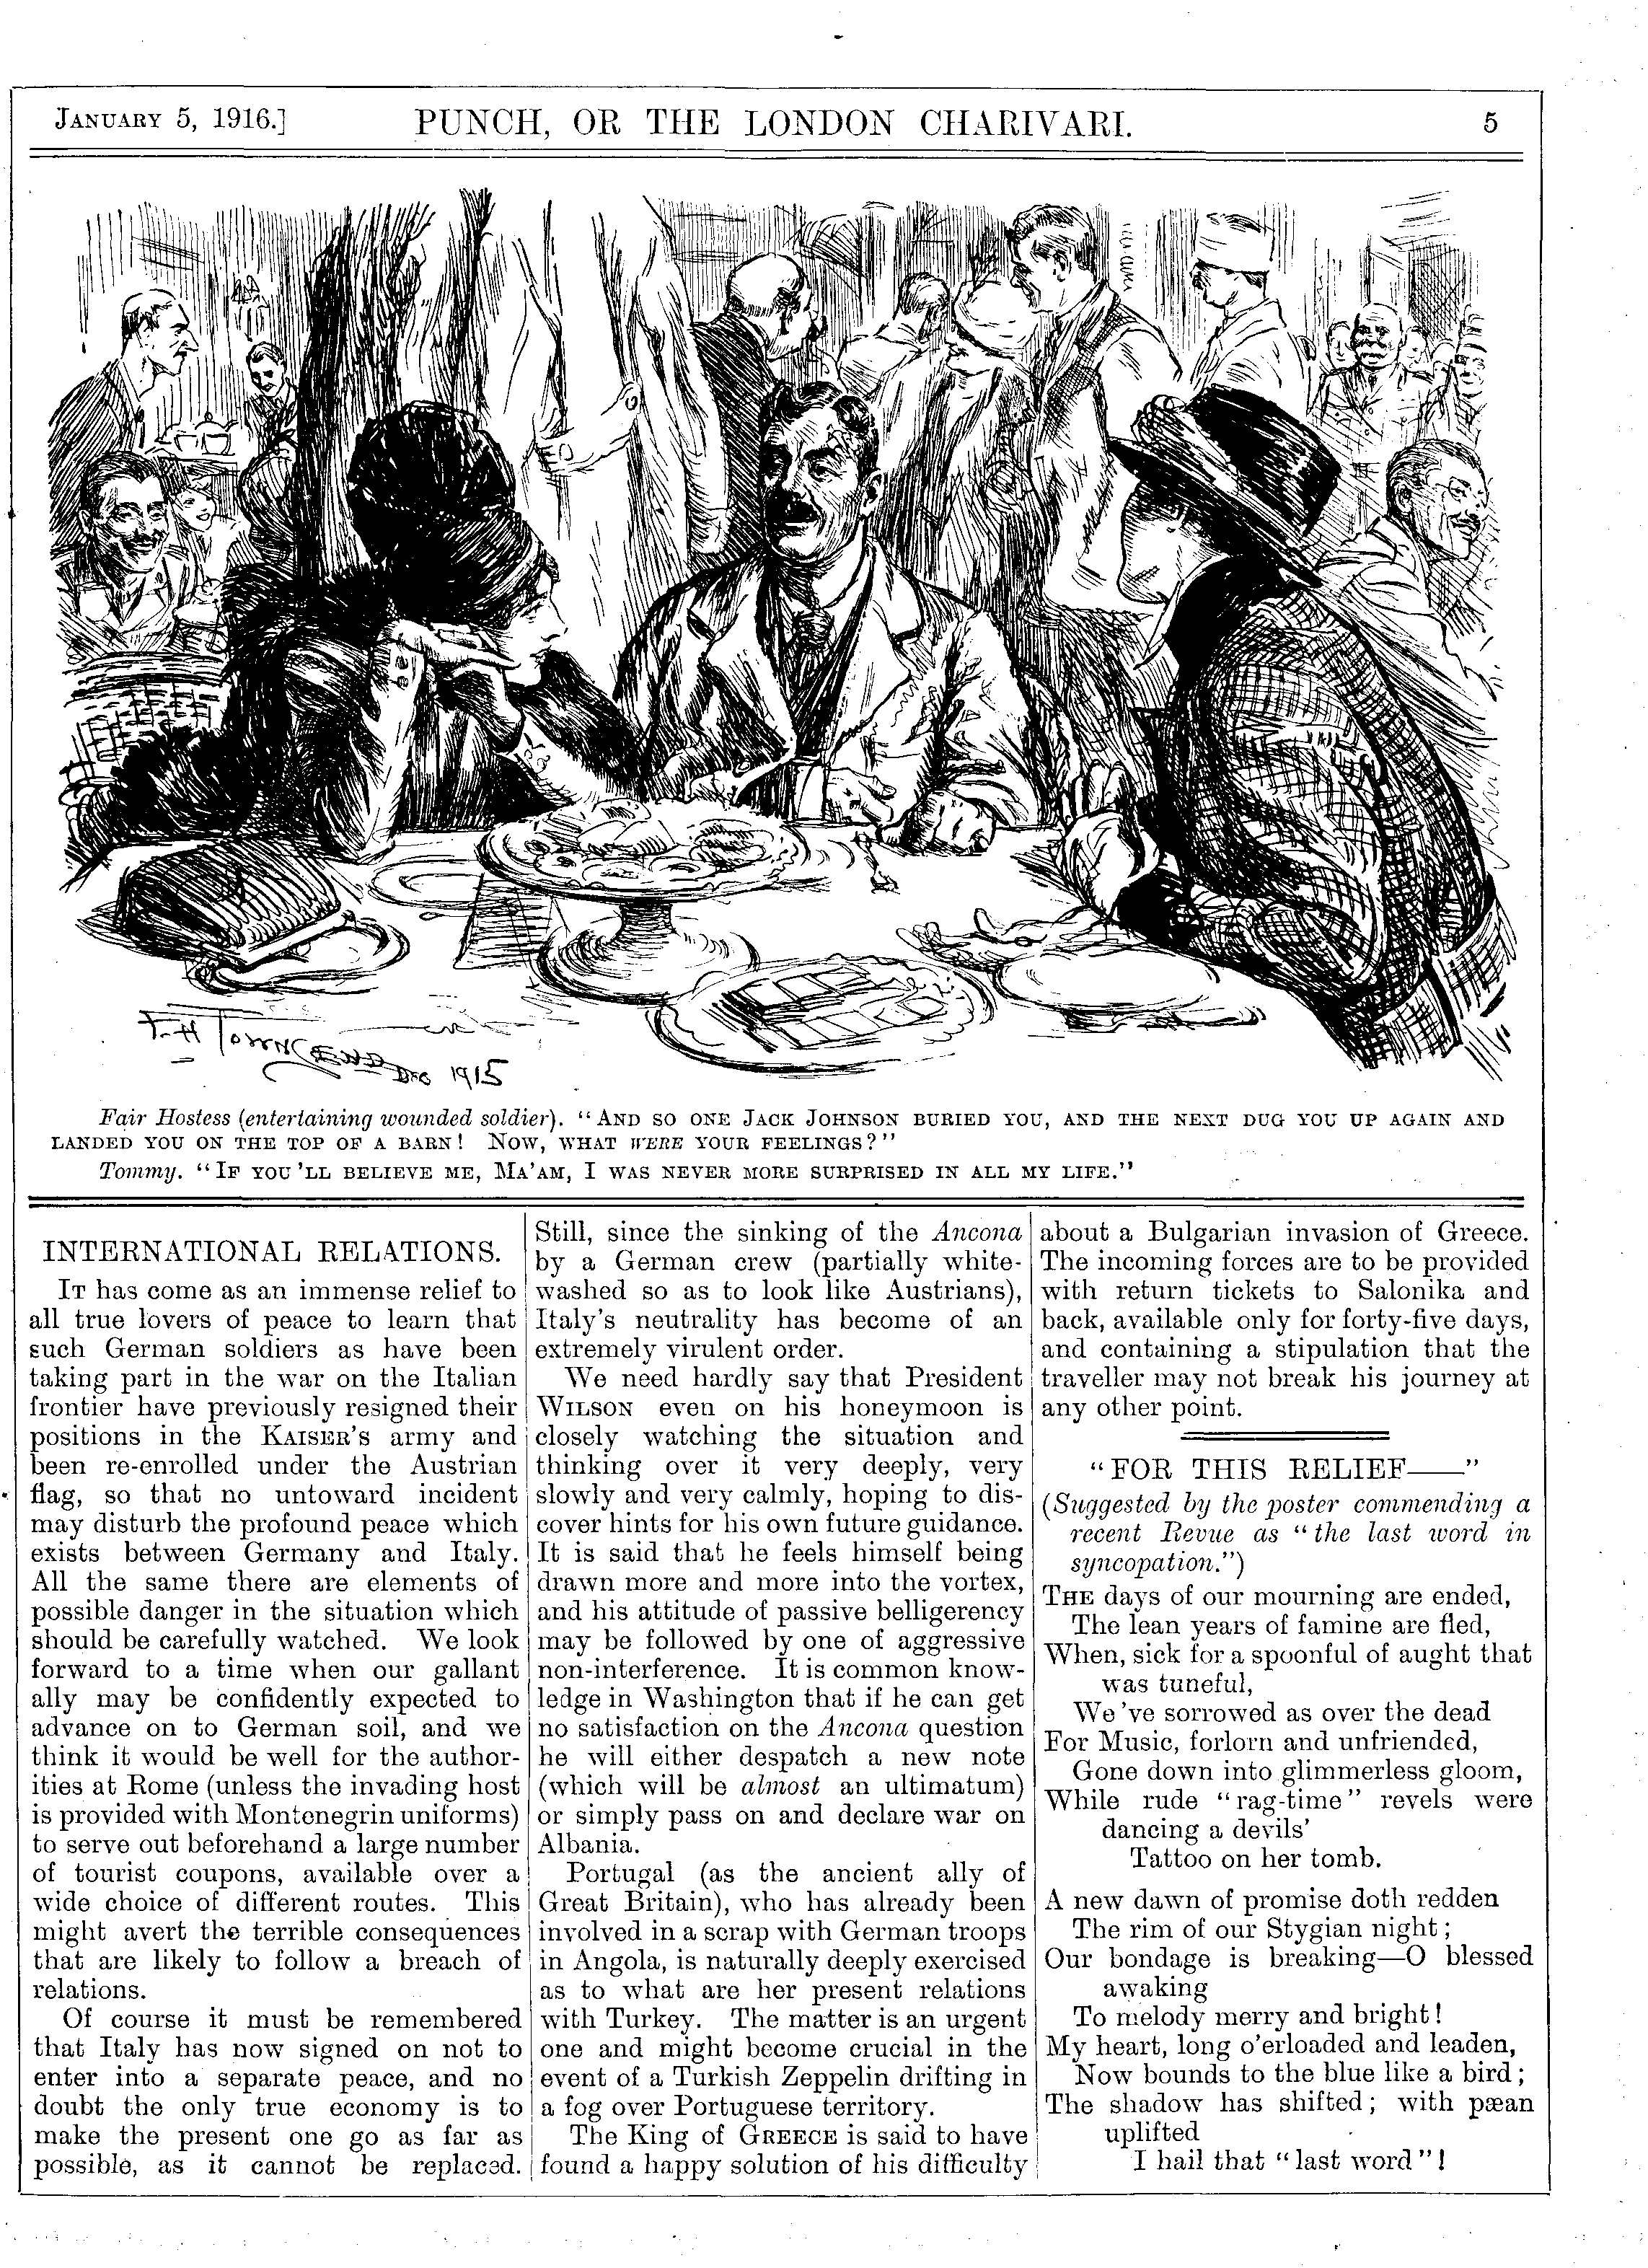 January 5, 1916.]
PUNCH, OR THE LONDON CHARIVARI.
5
F. H. Townsend Dec 1915
Fair Hostess (entertaining wounded soldier). "And so one Jack Johnson buried you, and the next dug you up again and
landed you on the top of a barn! Now, what were your feelings?"
Tommy. "If you'll believe me, Ma'am, I was never more surprised in all my life."
INTERNATIONAL RELATIONS.
It has come as an immense relief to
all true lovers of peace to learn that
such German soldiers as have been
taking part in the war on the Italian
frontier have previously resigned their
positions in the Kaiser's army and
been re-enrolled under the Austrian
flag, so that no untoward incident
may disturb the profound peace which
exists between Germany and Italy.
All the same there are elements of
possible danger in the situation which
should be carefully watched. We look
forward to a time when our gallant
ally may be confidently expected to
advance on to German soil, and we
think it would be well for the author-
ities at Rome (unless the invading host
is provided with Montenegrin uniforms)
to serve out beforehand a large number
of tourist coupons, available over a
wide choice of different routes. This
might avert the terrible consequences
that are likely to follow a breach of
relations.
Of course it must be remembered
that Italy has now signed on not to
enter into a separate peace, and no
doubt the only true economy is to
make the present one go as far as
possible, as it cannot be replaced.
Still, since the sinking of the Ancona
by a German crew (partially white-
washed so as to look like Austrians),
Italy's neutrality has become of an
extremely virulent order.
We need hardly say that President
Wilson even on his honeymoon is
closely watching the situation and
thinking over it very deeply, very
slowly and very calmly, hoping to dis-
cover hints for his own future guidance.
It is said that he feels himself being
drawn more and more into the vortex,
and his attitude of passive belligerency
may be followed by one of aggressive
non-interference. It is common know-
ledge in Washington that if he can get
no satisfaction on the Ancona question
he will either despatch a new note
(which will be almost an ultimatum)
or simply pass on and declare war on
Albania.
Portugal (as the ancient ally of
Great Britain), who has already been
involved in a scrap with German troops
in Angola, is naturally deeply exercised
as to what are her present relations
with Turkey. The matter is an urgent
one and might become crucial in the
event of a Turkish Zeppelin drifting in
a fog over Portuguese territory.
The King of Greece is said to have
found a happy solution of his difficulty
about a Bulgarian invasion of Greece.
The incoming forces are to be provided
with return tickets to Salonika and
back, available only for forty-five days,
and containing a stipulation that the
traveller may not break his journey at
any other point.
"FOR THIS RELIEF——"
(Suggested by the poster commending a
recent Revue as "the last word in
syncopation.")
The days of our mourning are ended,
The lean years of famine are fled,
When, sick for a spoonful of aught that
was tuneful,
We've sorrowed as over the dead
For Music, forlorn and unfriended,
Gone down into glimmerless gloom,
While rude "rag-time" revels were
dancing a devils'
Tattoo on her tomb.
A new dawn of promise doth redden
The rim of our Stygian night;
Our bondage is breaking—O blessed
awaking
To melody merry and bright!
My heart, long o'erloaded and leaden,
Now bounds to the blue like a bird;
The shadow has shifted; with pæan
uplifted
I hail that "last word"!